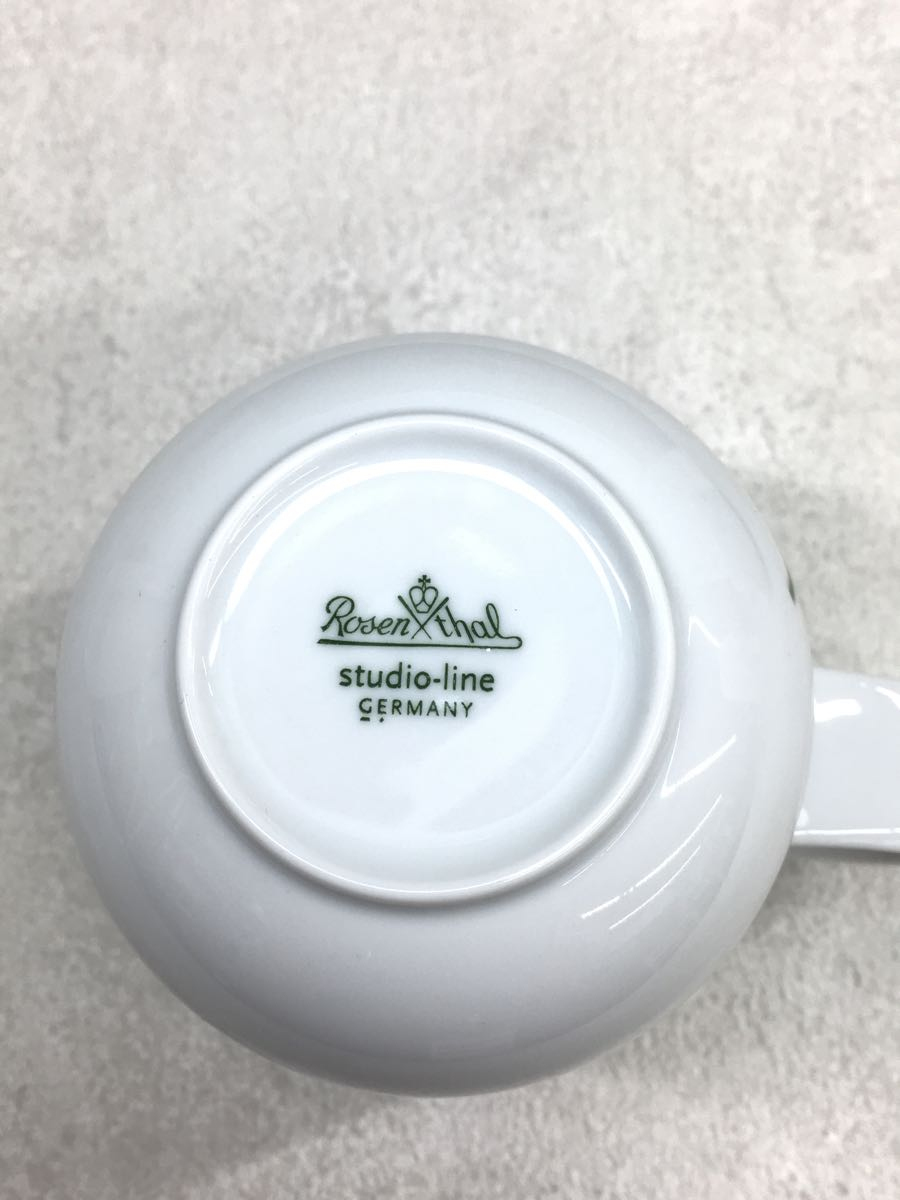 Rosenthal
studio-line
GERMANY